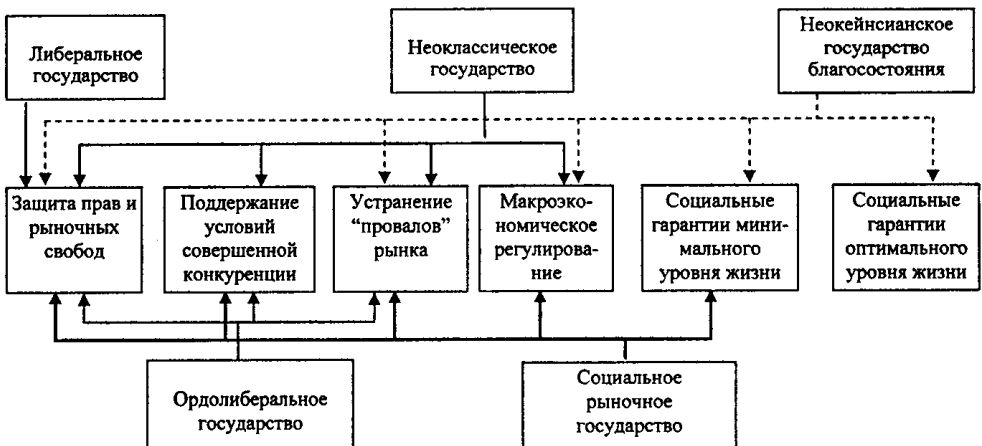 Либеральное
государство
Неоклассическое
государство
Неокейнсианское
государство
благосостояния
Защита прав и
рыночных
свобод
Поддержание
условий
совершенной
конкуренции
Устранение
“провалов”
рынка
Макроэко-
номическое
регулирова-
ние
Социальные
гарантии мини-
мального
уровня жизни
Социальные
гарантии
оптимального
уровня жизни
Ордолиберальное
государство
Социальное
рыночное
государство